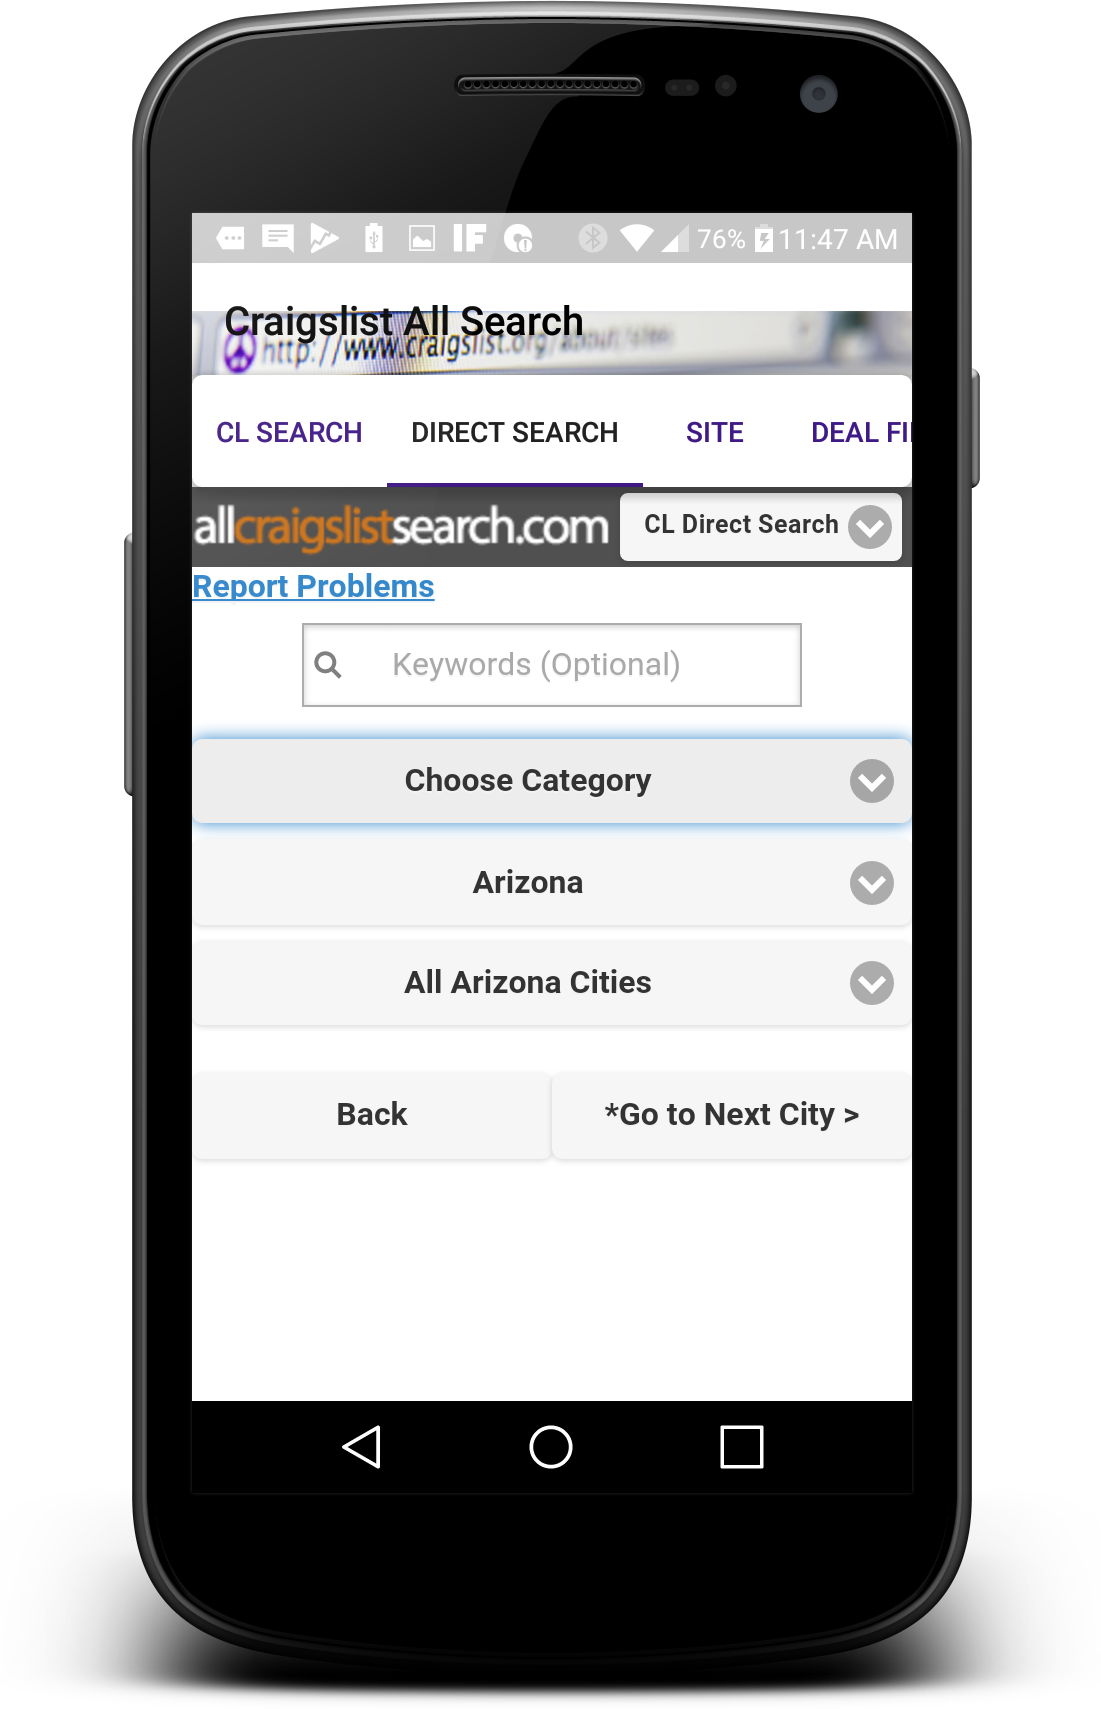 76% 11:47 AM
Craigslist All Search
http://www.craigslist.org/about/sites
CL SEARCH DIRECT SEARCH SITE DEAL FI
allcraigslistsearch.com CL Direct Search
Report Problems
Keywords (Optional)
Choose Category
Arizona
All Arizona Cities
Back *Go to Next City >